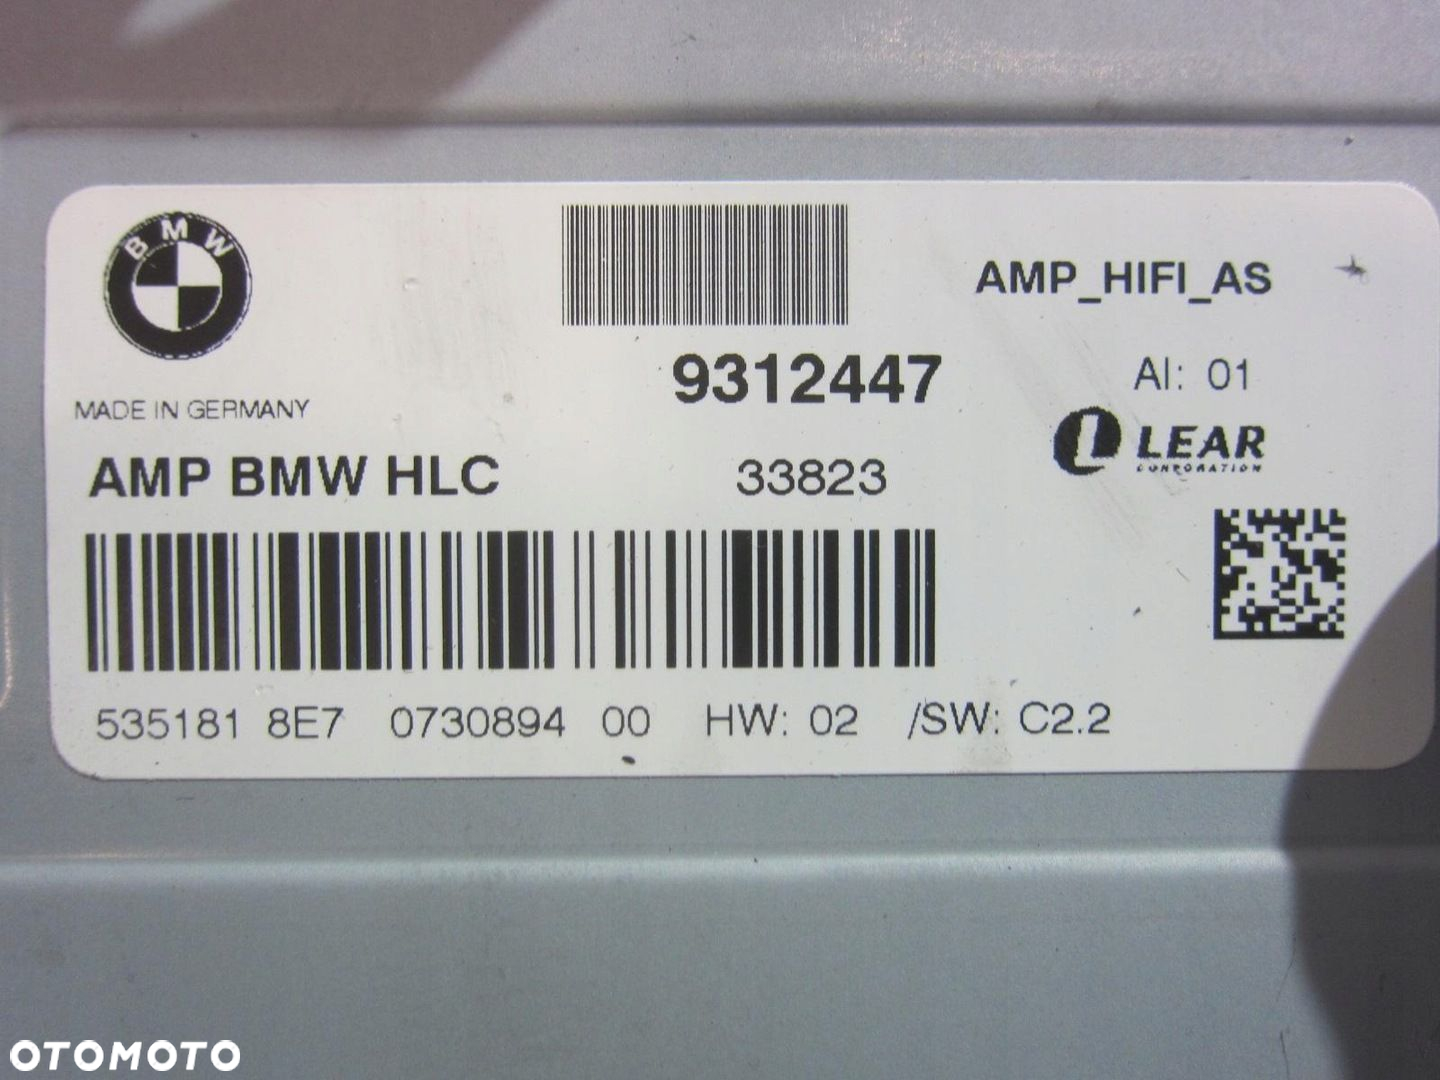 BMW
AMP_HIFI_AS
9312447
AI: 01
MADE IN GERMANY
LEAR
CORPORATION
AMP BMW HLC 33823
535181 8E7 0730894 00 HW: 02 /SW: C2.2
OTOMOTO